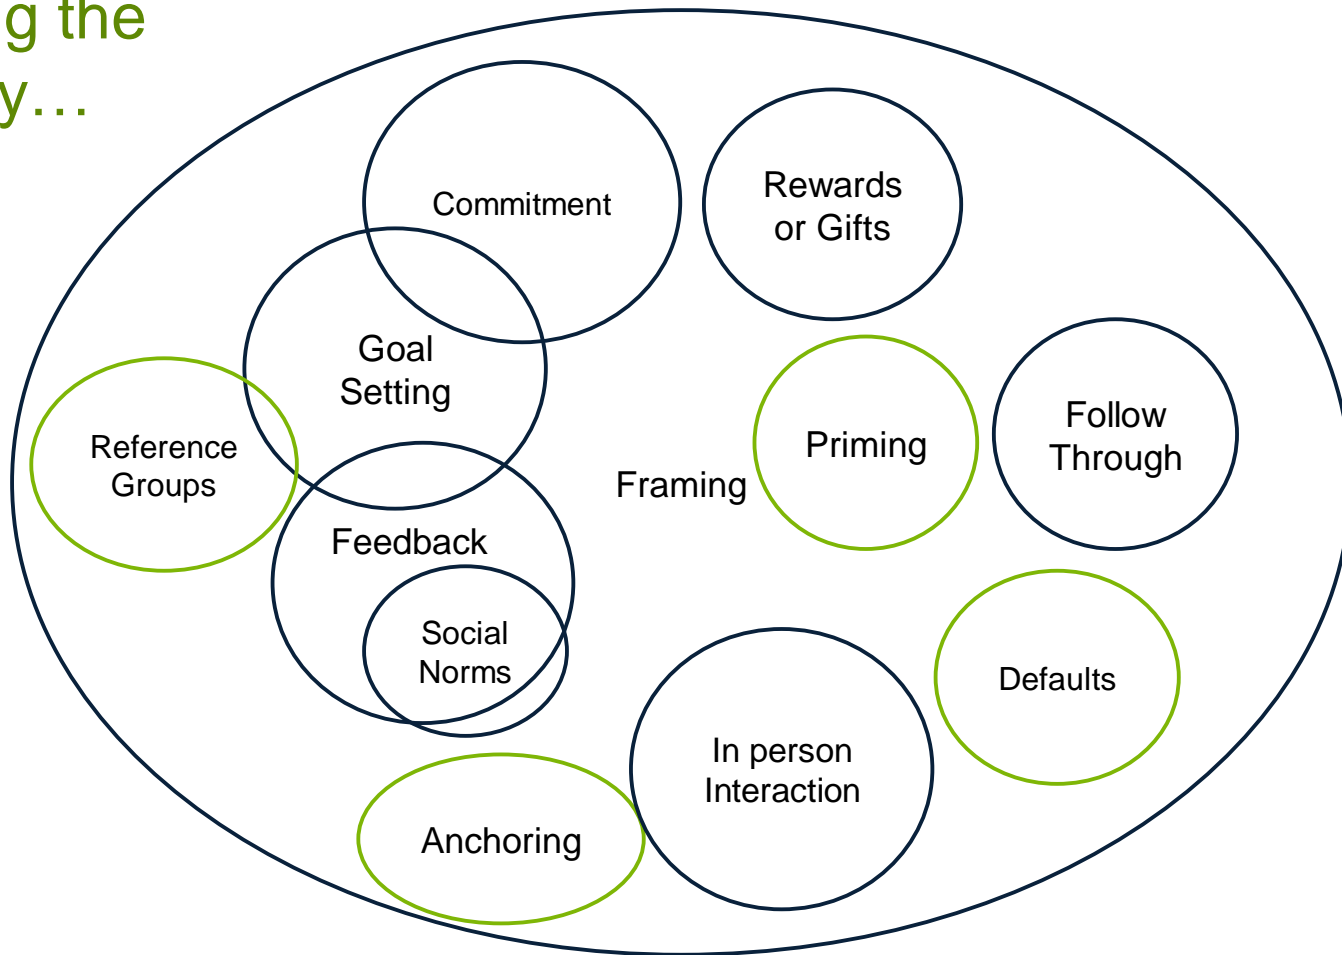 g the
y…
Commitment
Rewards
or Gifts
Goal
Setting
Reference
Groups
Priming
Follow
Through
Framing
Feedback
Social
Norms
Defaults
In person
Interaction
Anchoring